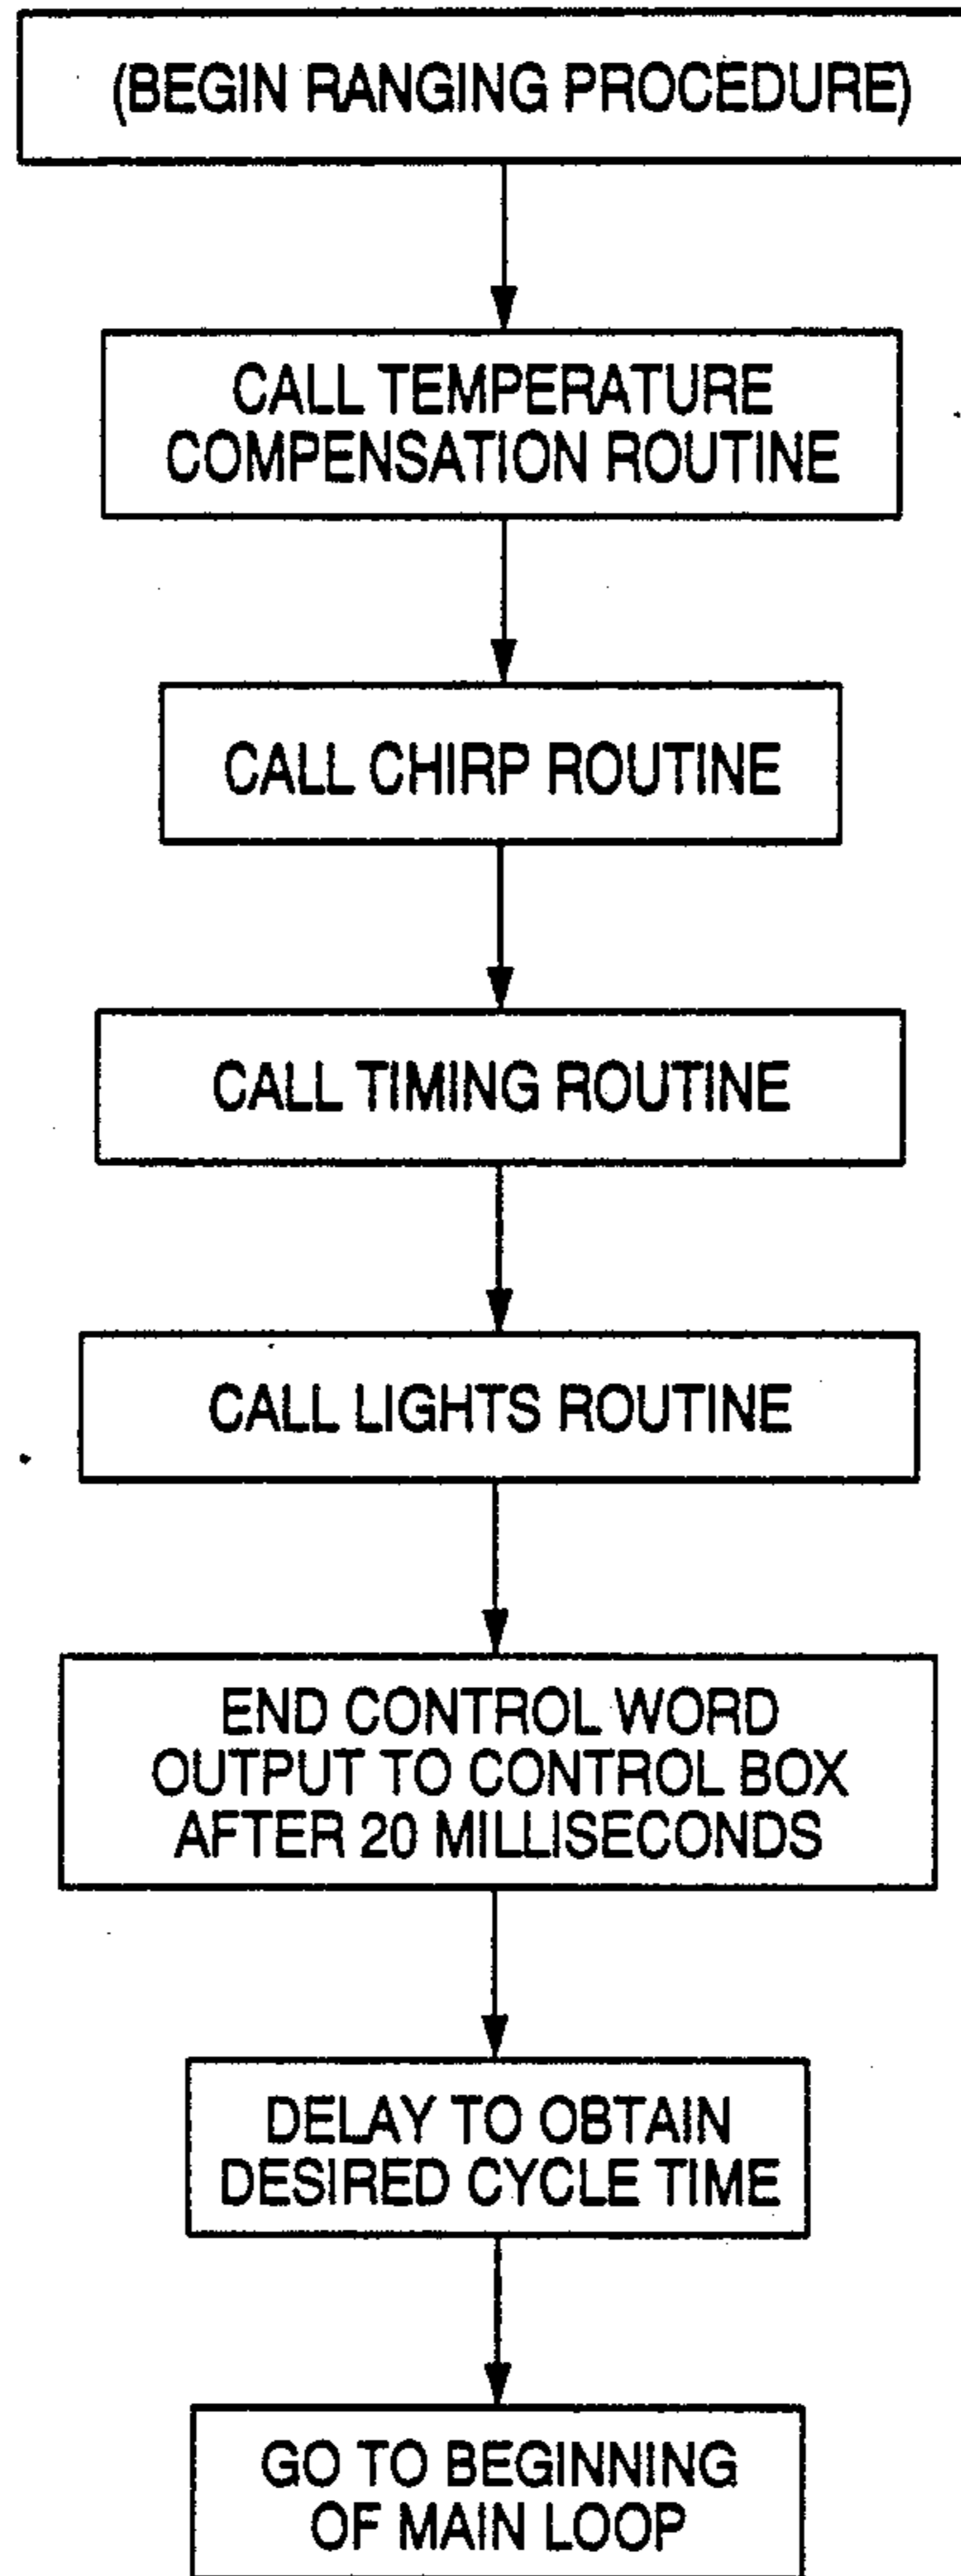 (BEGIN RANGING PROCEDURE)
CALL TEMPERATURE
COMPENSATION ROUTINE
CALL CHIRP ROUTINE
CALL TIMING ROUTINE
CALL LIGHTS ROUTINE
END CONTROL WORD
OUTPUT TO CONTROL BOX
AFTER 20 MILLISECONDS
DELAY TO OBTAIN
DESIRED CYCLE TIME
GO TO BEGINNING
OF MAIN LOOP